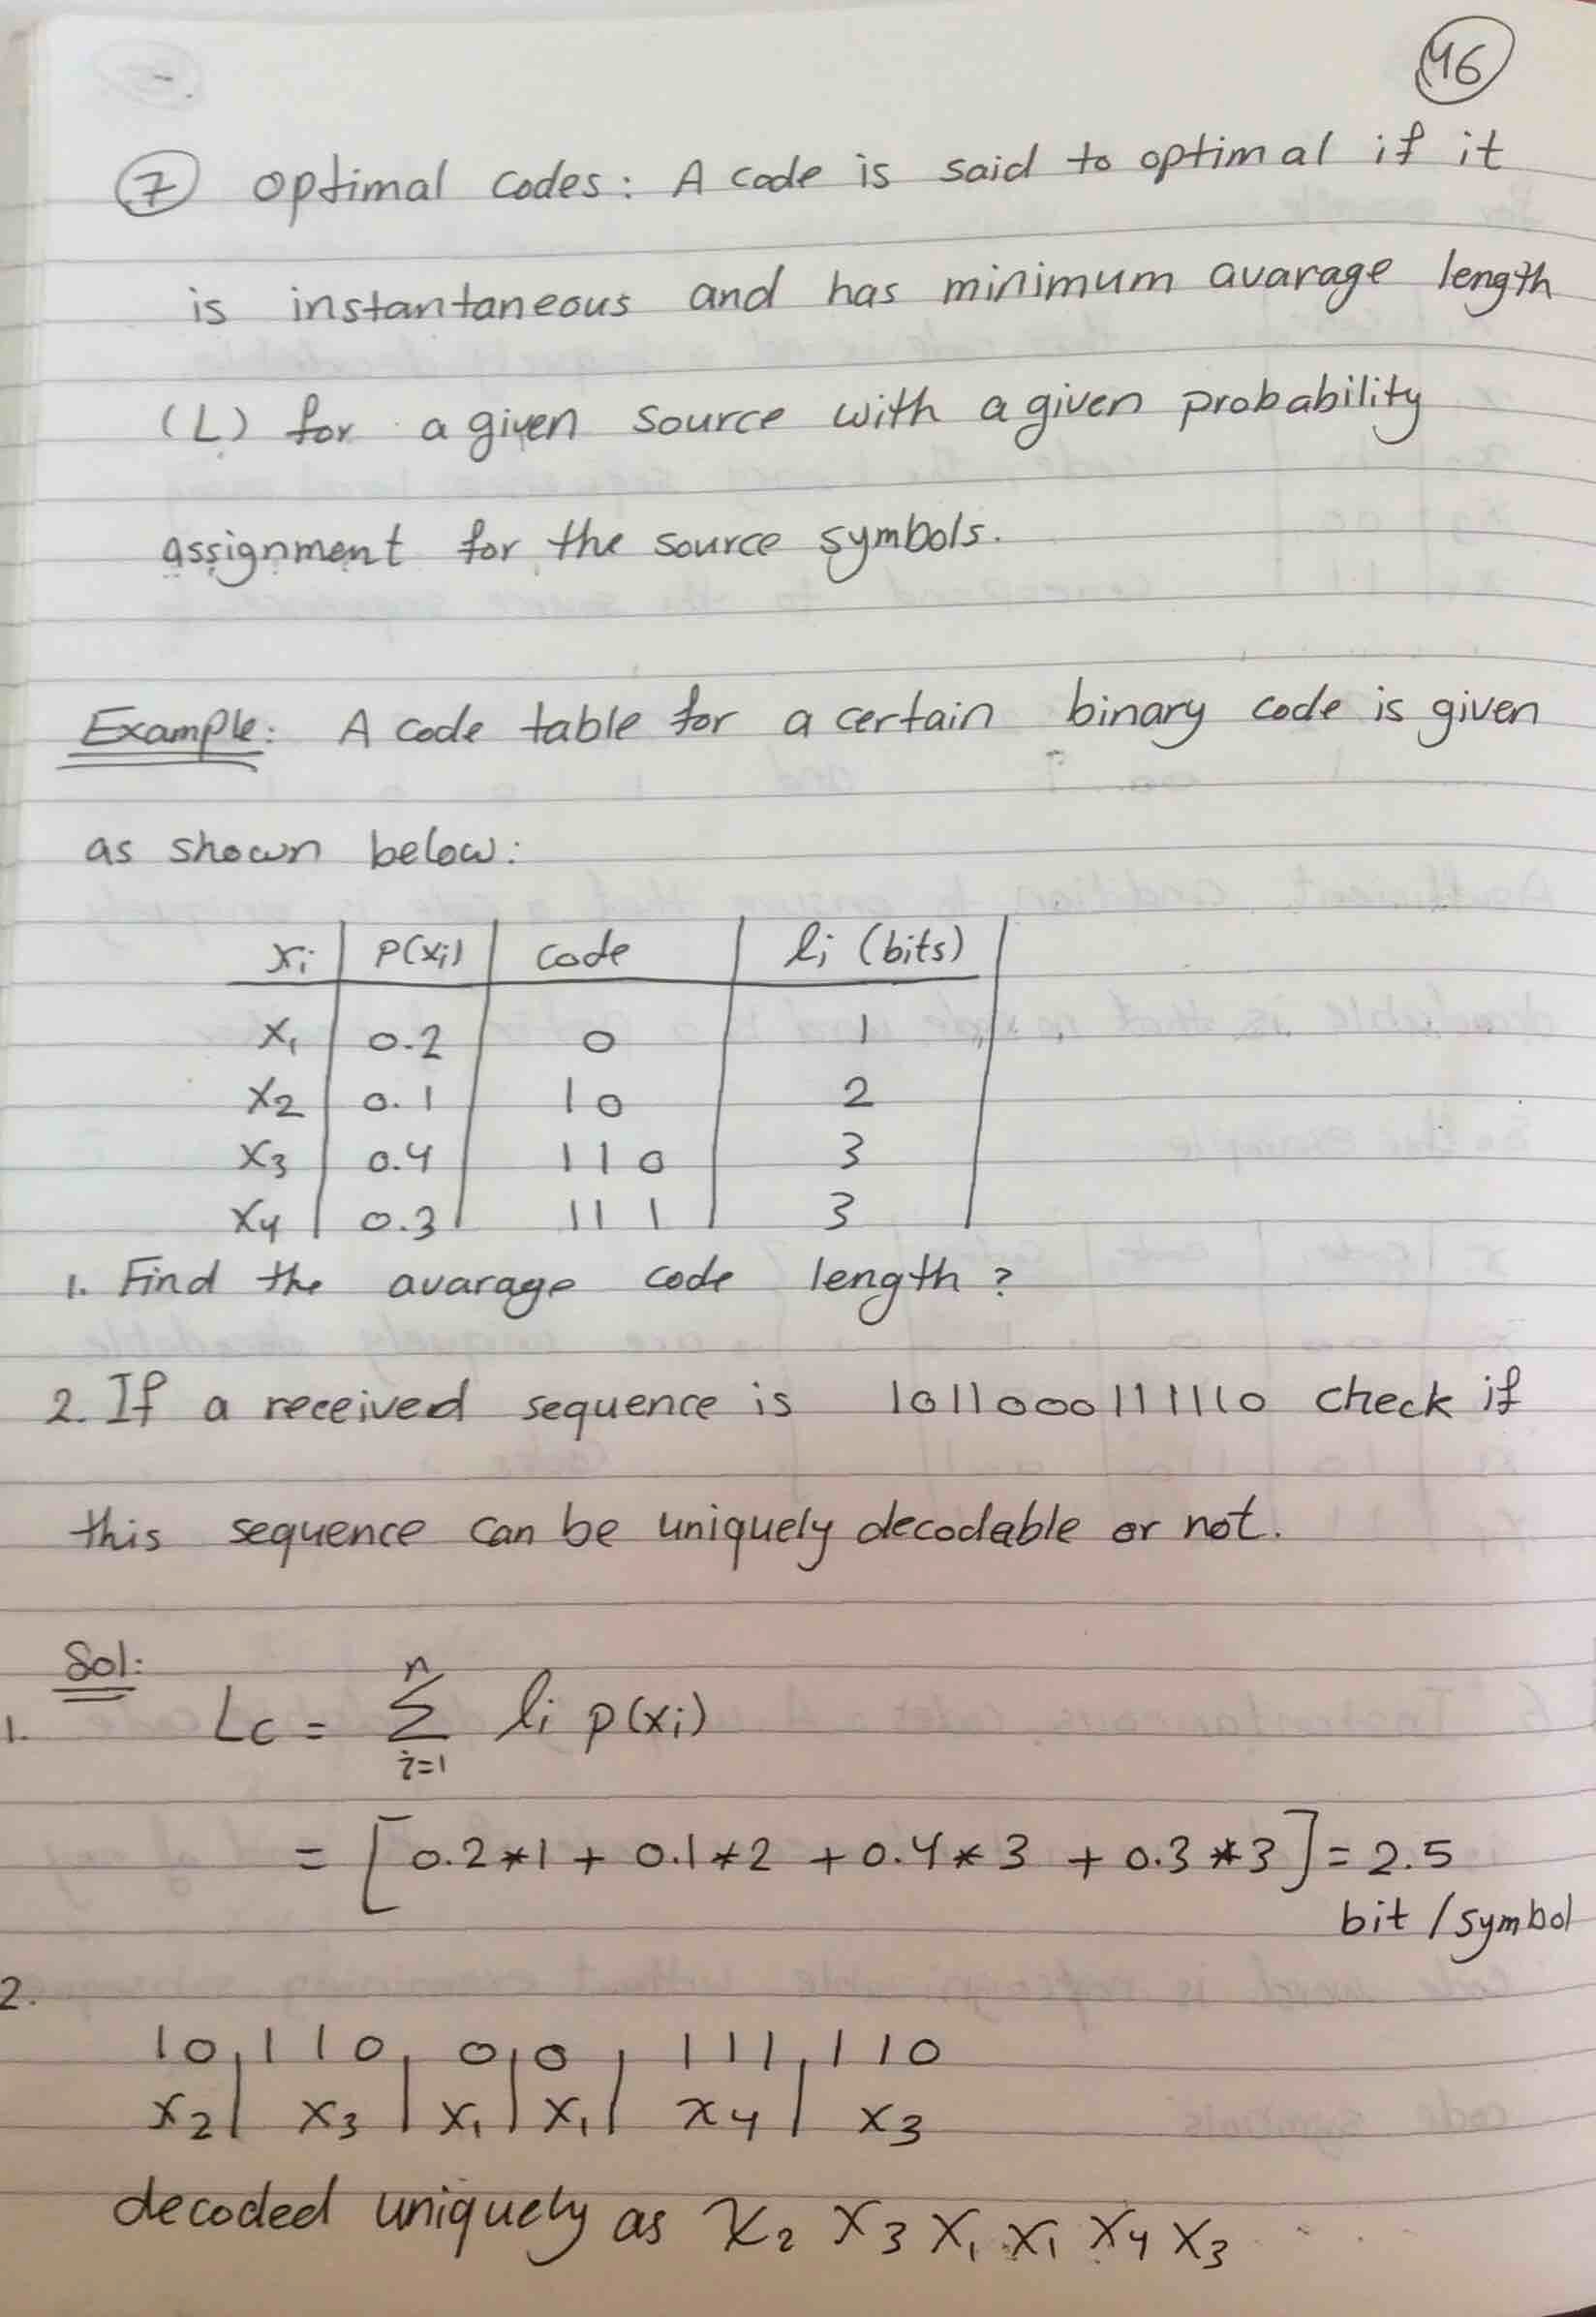 46
7 optimal codes: A code is said to optimal if it
is instantaneous and has minimum avarage length
(L) for a given source with a given probability
assignment for the source symbols.
Example: A code table for a certain binary code is given
as shown below:
xi p(xi) code li (bits)
x1 0.2 0 1
x2 0.1 10 2
x3 0.4 110 3
x4 0.3 111 3
1. Find the avarage code length?
2. If a received sequence is 1011000111110 check if
this sequence can be uniquely decodable or not.
Sol:
1. Lc = n Σ i=1 li p(xi)
= [0.2*1 + 0.1*2 + 0.4*3 + 0.3*3] = 2.5
bit / symbol
2.
10 | 110 | 0 | 0 | 111 | 110
x2 | x3 | x1 | x1 | x4 | x3
decoded uniquely as x2 x3 x1 x1 x4 x3